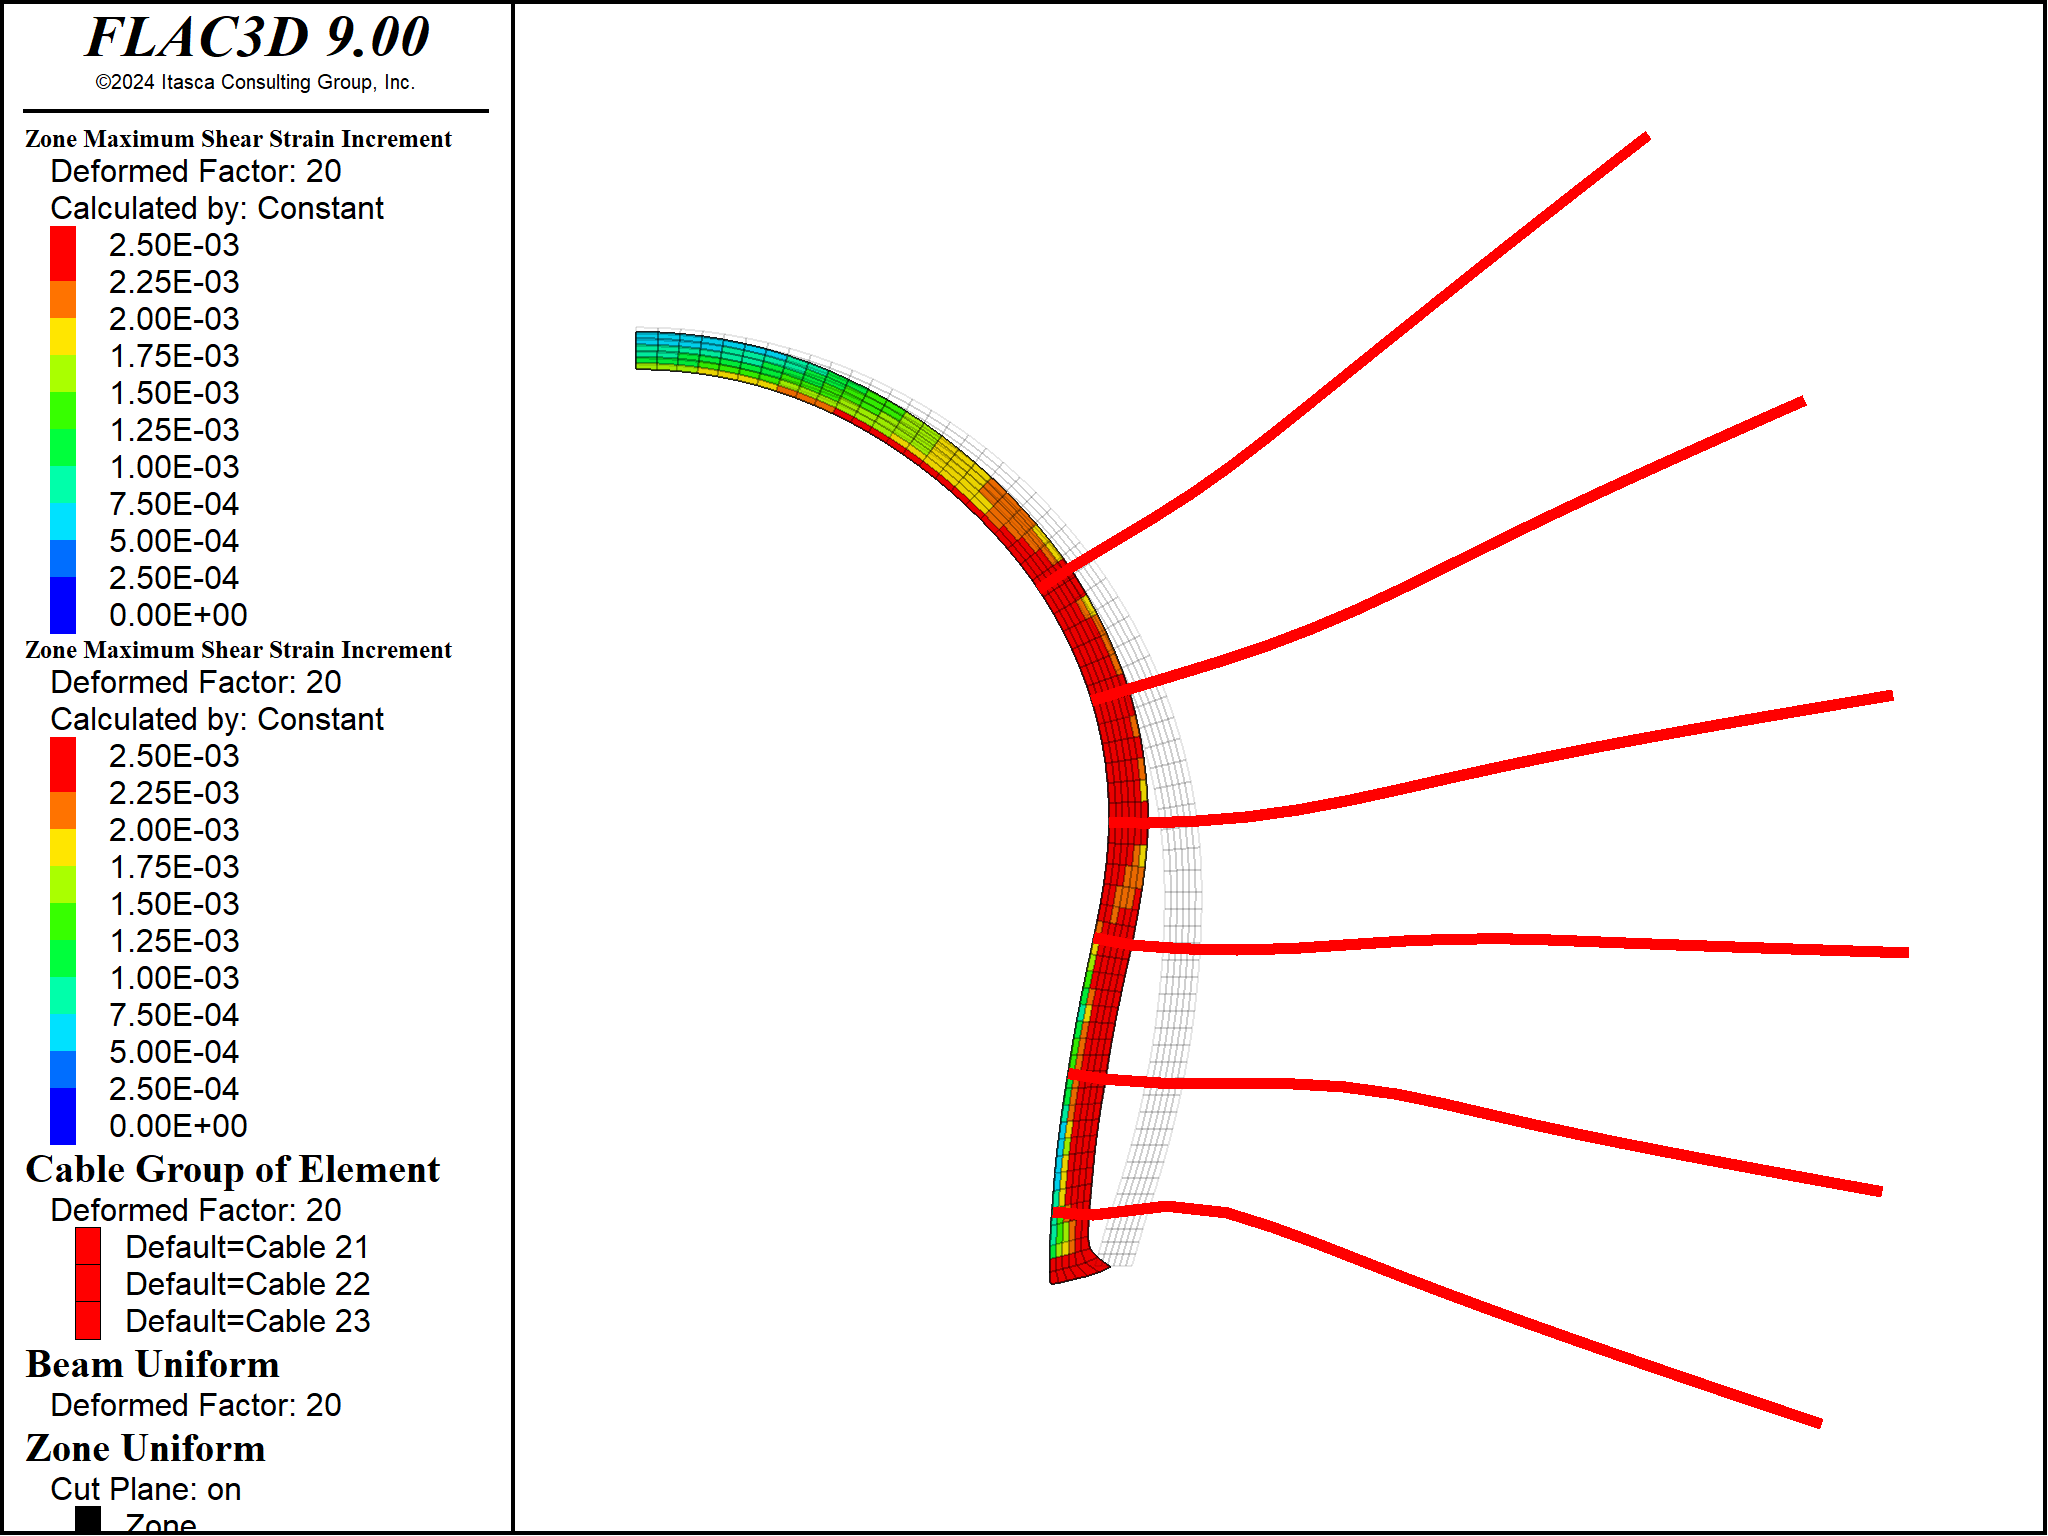 FLAC3D 9.00
©2024 Itasca Consulting Group, Inc.
Zone Maximum Shear Strain Increment
Deformed Factor: 20
Calculated by: Constant
2.50E-03
2.25E-03
2.00E-03
1.75E-03
1.50E-03
1.25E-03
1.00E-03
7.50E-04
5.00E-04
2.50E-04
0.00E+00
Zone Maximum Shear Strain Increment
Deformed Factor: 20
Calculated by: Constant
2.50E-03
2.25E-03
2.00E-03
1.75E-03
1.50E-03
1.25E-03
1.00E-03
7.50E-04
5.00E-04
2.50E-04
0.00E+00
Cable Group of Element
Deformed Factor: 20
Default=Cable 21
Default=Cable 22
Default=Cable 23
Beam Uniform
Deformed Factor: 20
Zone Uniform
Cut Plane: on
Zone